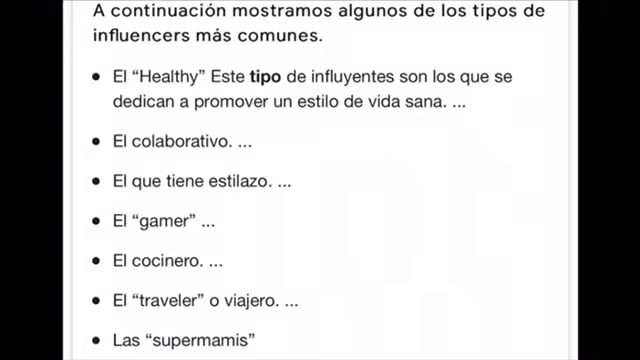 A continuación mostramos algunos de los tipos de
influencers más comunes.
• El “Healthy” Este tipo de influyentes son los que se
dedican a promover un estilo de vida sana. ...
• El colaborativo. ...
• El que tiene estilazo. ...
• El “gamer” ...
• El cocinero. ...
• El “traveler” o viajero. ...
• Las “supermamis”